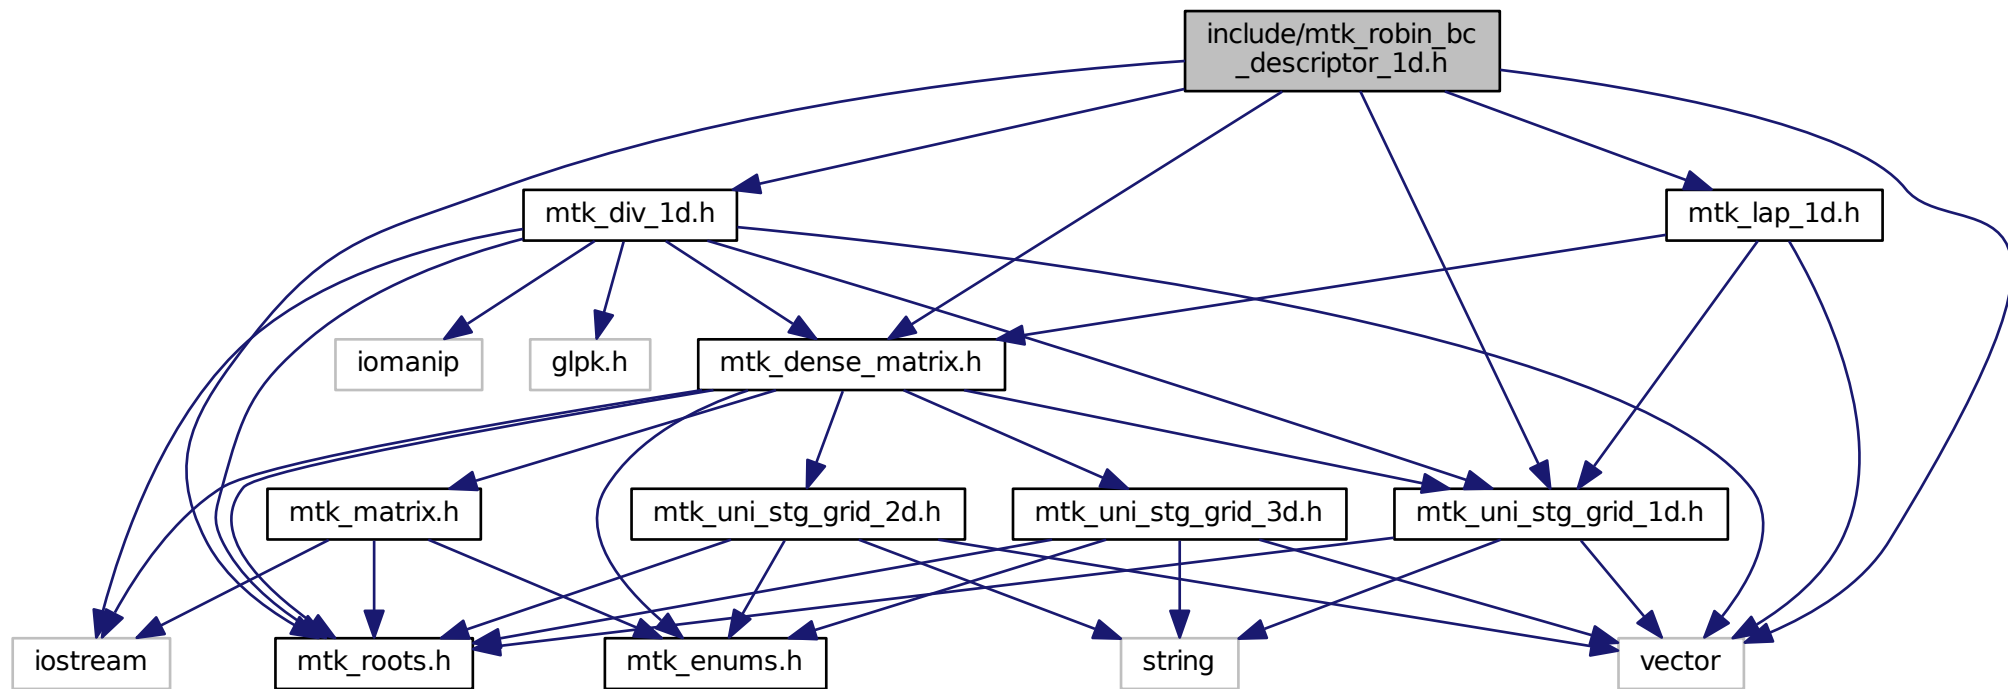 include/mtk_robin_bc
_descriptor_1d.h
mtk_div_1d.h
mtk_lap_1d.h
iomanip
glpk.h
mtk_dense_matrix.h
mtk_matrix.h
mtk_uni_stg_grid_2d.h
mtk_uni_stg_grid_3d.h
mtk_uni_stg_grid_1d.h
iostream
mtk_roots.h
mtk_enums.h
string
vector